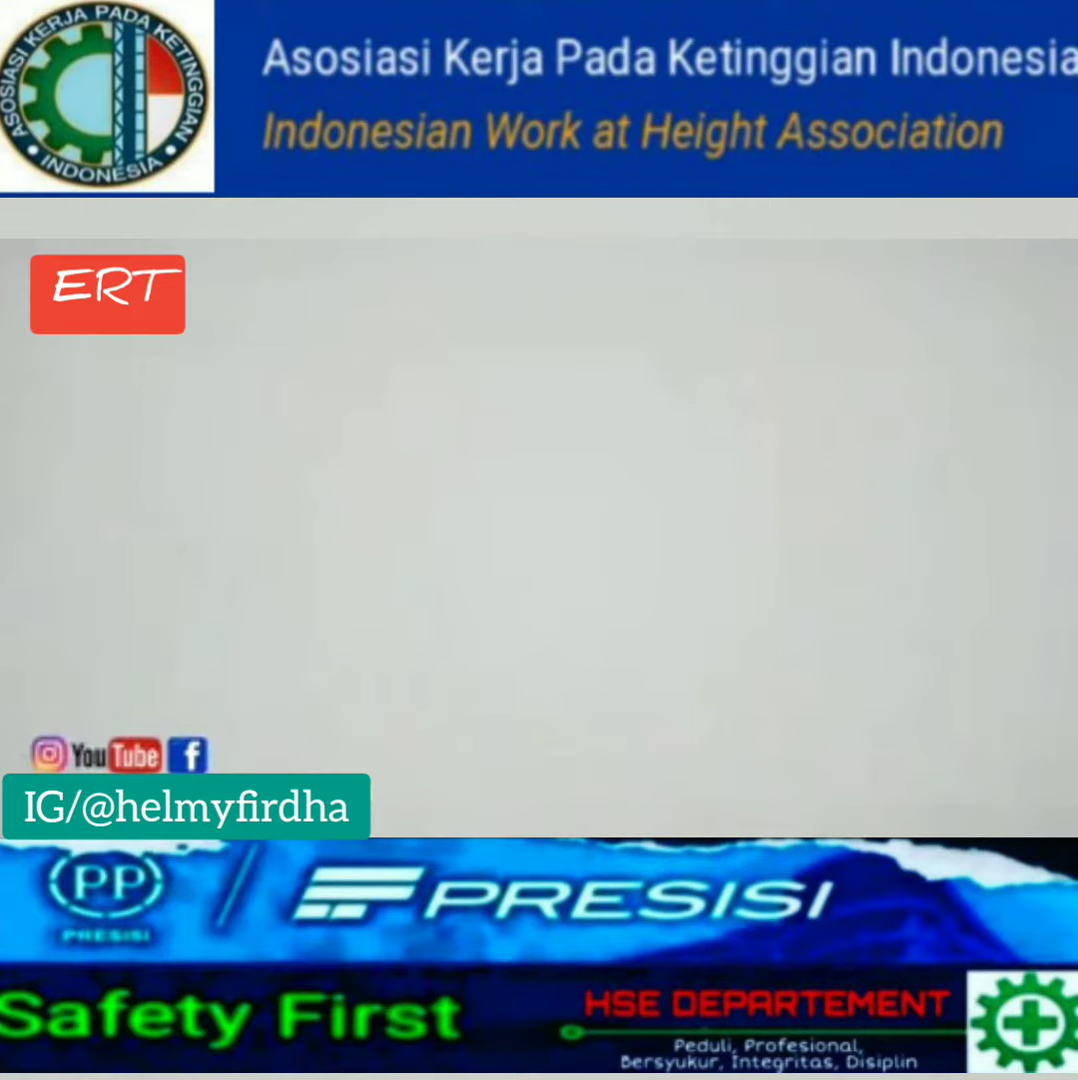 ASOSIASI KERJA PADA KETINGGIAN
INDONESIA
Asosiasi Kerja Pada Ketinggian Indonesia
Indonesian Work at Height Association
ERT
YouTube
IG/@helmyfirdha
PP
PRESISI
PRESISI
Safety First
HSE DEPARTEMENT
Peduli, Profesional,
Bersyukur, Integritas, Disiplin